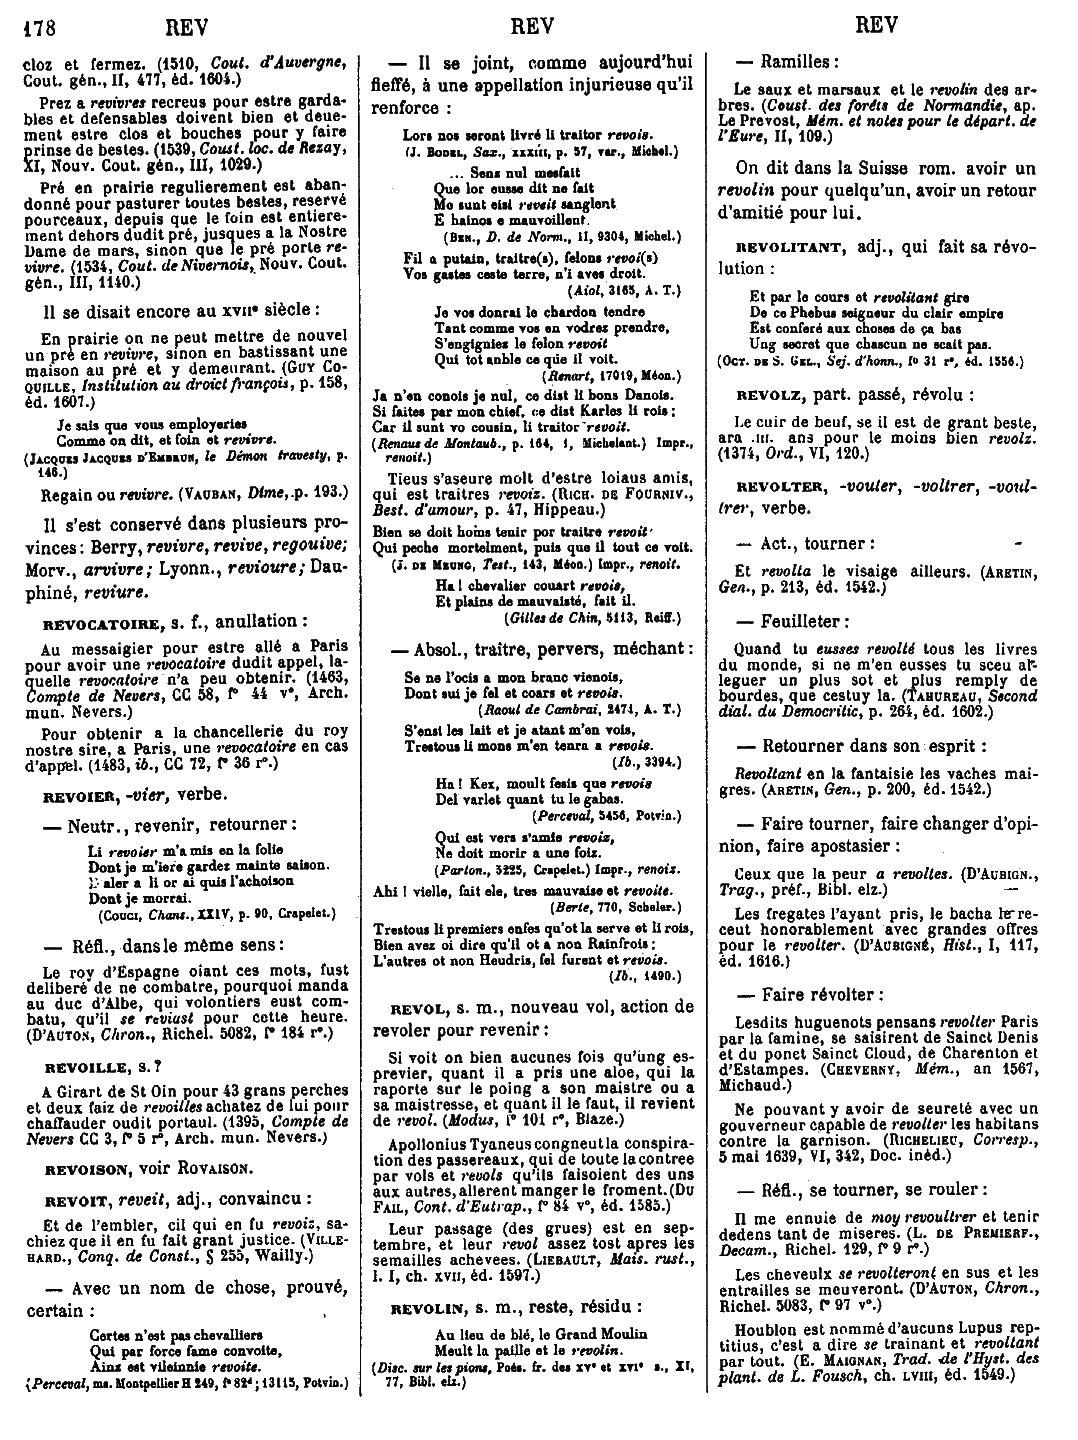 178 REV REV REV
cloz et fermez. (1510, Cout. d'Auvergne,
Cout. gén., II, 477, éd. 1604.)
Prez a revivres recreus pour estre garda-
bles et defensables doivent bien et deue-
ment estre clos et bouches pour y faire
prinse de bestes. (1539, Coust. loc. de Rezay,
XI, Nouv. Cout. gén., III, 1029.)
Pré en prairie regulierement est aban-
donné pour pasturer toutes bestes, reservé
pourceaux, depuis que le foin est entiere-
ment dehors dudit pré, jusques a la Nostre
Dame de mars, sinon que le pré porte re-
vivre. (1534, Cout. de Nivernois, Nouv. Cout.
gén., III, 1140.)
Il se disait encore au XVIIe siècle :
En prairie on ne peut mettre de nouvel
un pré en revivre, sinon en bastissant une
maison au pré et y demeurant. (GUY CO-
QUILLE, Institution au droict françois, p. 158,
éd. 1607.)
Je sais que vous employeries
Comme on dit, et foin et revivre.
(JACQUES JACQUES D'EMBRUN, le Démon travesty, p.
146.)
Regain ou revivre. (VAUBAN, Dime, p. 193.)
Il s'est conservé dans plusieurs pro-
vinces : Berry, revivre, revive, regouive;
Morv., arvivre; Lyonn., revioure; Dau-
phiné, reviure.
REVOCATOIRE, s. f., anullation :
Au messaigier pour estre allé a Paris
pour avoir une revocatoire dudit appel, la-
quelle revocatoire n'a peu obtenir. (1463,
Compte de Nevers, CC 58, f° 44 v°, Arch.
mun. Nevers.)
Pour obtenir a la chancellerie du roy
nostre sire, a Paris, une revocatoire en cas
d'appel. (1483, ib., CC 72, f° 36 r°.)
REVOIER, -vier, verbe.
— Neutr., revenir, retourner :
Li revoier m'a mis en la folie
Dont je m'iere gardez mainte saison.
D'aler a li or ai quis l'achoison
Dont je morrai.
(COUCI, Chans., XXIV, p. 90, Crapelet.)
— Réfl., dans le même sens :
Le roy d'Espagne oiant ces mots, fust
deliberé de ne combatre, pourquoi manda
au duc d'Albe, qui volontiers eust com-
batu, qu'il se reviast pour cette heure.
(D'AUTON, Chron., Richel. 5082, f° 184 r°.)
REVOILLE, s. ?
A Girart de St Oin pour 43 grans perches
et deux faiz de revoilles achatez de lui pour
chaffauder oudit portaul. (1395, Compte de
Nevers CC 3, f° 5 r°, Arch. mun. Nevers.)
REVOISON, voir ROVAISON.
REVOIT, reveit, adj., convaincu :
Et de l'embler, cil qui en fu revoiz, sa-
chiez que il en fu fait grant justice. (VILLE-
HARD., Conq. de Const., § 255, Wailly.)
— Avec un nom de chose, prouvé,
certain :
Certes n'est pas chevalliers
Qui par force fame convoite,
Ainz est vileinnie revoite.
(Perceval, ms. Montpellier H 249, f° 82d; 13115, Potvin.)
— Il se joint, comme aujourd'hui
fieffé, à une appellation injurieuse qu'il
renforce :
Lors nos seront livré li traitor revois.
(J. BODEL, Sax., XXXIII, p. 57, var., Michel.)
... Senz nul mesfait
Que lor eusse dit ne fait
Mo sunt eisi reveit sanglent
E hainos e mauvoillent.
(BEN., D. de Norm., II, 9304, Michel.)
Fil a putain, traitre(s), felons revoi(s)
Vos gastes ceste terre, n'i aves droit.
(Aiol, 3165, A. T.)
Je vos donrai le chardon tendre
Tant comme vos en vodrez prendre,
S'engigniez le felon revoit
Qui tot anble ce que il voit.
(Renart, 17019, Méon.)
Ja n'en conois je nul, ce dist li bons Danois.
Si faites par mon chief, ce dist Karles li rois;
Car il sunt vo cousin, li traitor revoit.
(Renaus de Montaub., p. 164, 1, Michelant.) Impr.,
renoit.)
Tieus s'aseure molt d'estre loiaus amis,
qui est traitres revoiz. (RICH. DE FOURNIV.,
Best. d'amour, p. 47, Hippeau.)
Bien se doit homs tenir por traitre revoit
Qui peche mortelment, puis que il tout ce voit.
(J. DE MEUNG, Test., 143, Méon.) Impr., renoit.
Ha ! chevalier couart revois,
Et plains de mauvaisté, fait il.
(Gilles de Chin, 5113, Reiff.)
— Absol., traître, pervers, méchant :
Se ne l'ocis a mon branc vienois,
Dont sui je fel et coars et revois.
(Raoul de Cambrai, 2474, A. T.)
S'ensi les lait et je atant m'en vois,
Trestous li mons m'en tenra a revois.
(Ib., 3394.)
Ha ! Kex, moult fesis que revois
Del varlet quant tu le gabas.
(Perceval, 5456, Potvin.)
Qui est vers s'amie revoiz,
Ne doit morir a une foiz.
(Parton., 5225, Crapelet.) Impr., renoiz.
Ahi ! vielle, fait ele, tres mauvaise et revoite.
(Berte, 770, Scheler.)
Trestous li premiers enfes qu'ot la serve et li rois,
Bien avez oi dire qu'il ot a non Rainfrois;
L'autres ot non Heudris, fel furent et revois.
(Ib., 1490.)
REVOL, s. m., nouveau vol, action de
revoler pour revenir :
Si voit on bien aucunes fois qu'ung es-
previer, quant il a pris une aloe, qui la
raporte sur le poing a son maistre ou a
sa maistresse, et quant il le faut, il revient
de revol. (Modus, f° 101 r°, Blaze.)
Apollonius Tyaneus congneut la conspira-
tion des passereaux, qui de toute la contree
par vols et revols qu'ils faisoient des uns
aux autres, allerent manger le froment. (DU
FAIL, Cont. d'Eutrap., f° 84 v°, éd. 1585.)
Leur passage (des grues) est en sep-
tembre, et leur revol assez tost apres les
semailles achevees. (LIEBAULT, Mais. rust.,
l. I, ch. XVII, éd. 1597.)
REVOLIN, s. m., reste, résidu :
Au lieu de blé, le Grand Moulin
Meult la paille et le revolin.
(Disc. sur les pions, Poés. fr. des XVe et XVIe s., XI,
77, Bibl. elz.)
— Ramilles :
Le saux et marsaux et le revolin des ar-
bres. (Coust. des foréts de Normandie, ap.
Le Prevost, Mém. et notes pour le départ. de
l'Eure, II, 109.)
On dit dans la Suisse rom. avoir un
revolin pour quelqu'un, avoir un retour
d'amitié pour lui.
REVOLITANT, adj., qui fait sa révo-
lution :
Et par le cours et revolitant gire
De ce Phebus seigneur du clair empire
Est conferé aux choses de ça bas
Ung secret que chascun ne scait pas.
(OCT. DE S. GEL., Sej. d'honn., f° 31 r°, éd. 1556.)
REVOLZ, part. passé, révolu :
Le cuir de beuf, se il est de grant beste,
ara .III. ans pour le moins bien revolz.
(1374, Ord., VI, 120.)
REVOLTER, -vouter, -voltrer, -voul-
trer, verbe.
— Act., tourner :
Et revolta le visaige ailleurs. (ARETIN,
Gen., p. 213, éd. 1542.)
— Feuilleter :
Quand tu eusses revolté tous les livres
du monde, si ne m'en eusses tu sceu al-
leguer un plus sot et plus remply de
bourdes, que cestuy la. (TAHUREAU, Second
dial. du Democritic, p. 264, éd. 1602.)
— Retourner dans son esprit :
Revoltant en la fantaisie les vaches mai-
gres. (ARETIN, Gen., p. 200, éd. 1542.)
— Faire tourner, faire changer d'opi-
nion, faire apostasier :
Ceux que la peur a revoltes. (D'AUBIGN.,
Trag., préf., Bibl. elz.)
Les fregates l'ayant pris, le bacha le re-
ceut honorablement avec grandes offres
pour le revolter. (D'AUBIGNÉ, Hist., I, 117,
éd. 1616.)
— Faire révolter :
Lesdits huguenots pensans revolter Paris
par la famine, se saisirent de Sainct Denis
et du ponct Sainct Cloud, de Charenton et
d'Estampes. (CHEVERNY, Mém., an 1567,
Michaud.)
Ne pouvant y avoir de seureté avec un
gouverneur capable de revolter les habitans
contre la garnison. (RICHELIEU, Corresp.,
5 mai 1639, VI, 342, Doc. inéd.)
— Réfl., se tourner, se rouler :
Il me ennuie de moy revoultrer et tenir
dedens tant de miseres. (L. DE PREMIERF.,
Decam., Richel. 129, f° 9 r°.)
Les cheveulx se revolteront en sus et les
entrailles se meuveront. (D'AUTON, Chron.,
Richel. 5083, f° 97 v°.)
Houblon est nommé d'aucuns Lupus rep-
titius, c'est a dire se trainant et revoltant
par tout. (E. MAIGNAN, Trad. de l'Hyst. des
plant. de L. Fousch, ch. LVIII, éd. 1549.)